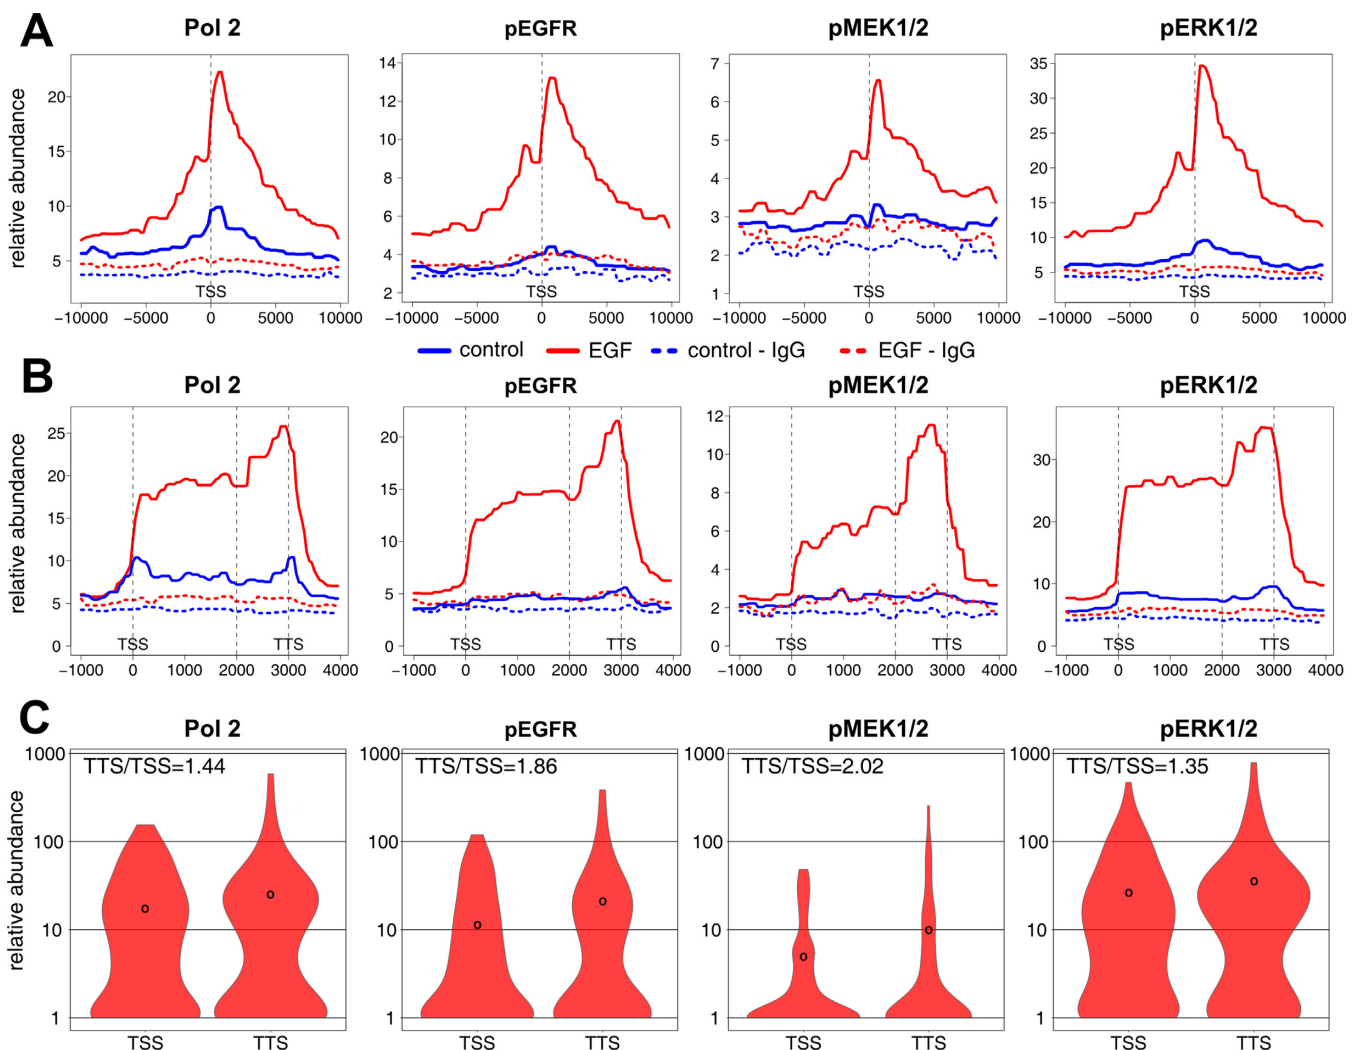 A
Pol 2 pEGFR pMEK1/2 pERK1/2
relative abundance
20
15
10
5
TSS
−10000 −5000 0 5000 10000
14
12
10
8
6
4
2
TSS
−10000 −5000 0 5000 10000
7
6
5
4
3
2
1
TSS
−10000 −5000 0 5000 10000
35
30
25
20
15
10
5
TSS
−10000 −5000 0 5000 10000
control EGF control - IgG EGF - IgG
B
Pol 2 pEGFR pMEK1/2 pERK1/2
relative abundance
25
20
15
10
5
0
TSS TTS
−1000 0 1000 2000 3000 4000
20
15
10
5
0
TSS TTS
−1000 0 1000 2000 3000 4000
12
10
8
6
4
2
0
TSS TTS
−1000 0 1000 2000 3000 4000
30
20
10
0
TSS TTS
−1000 0 1000 2000 3000 4000
C
Pol 2 pEGFR pMEK1/2 pERK1/2
relative abundance
1000
TTS/TSS=1.44
100
10
1
TSS TTS
1000
TTS/TSS=1.86
100
10
1
TSS TTS
1000
TTS/TSS=2.02
100
10
1
TSS TTS
1000
TTS/TSS=1.35
100
10
1
TSS TTS